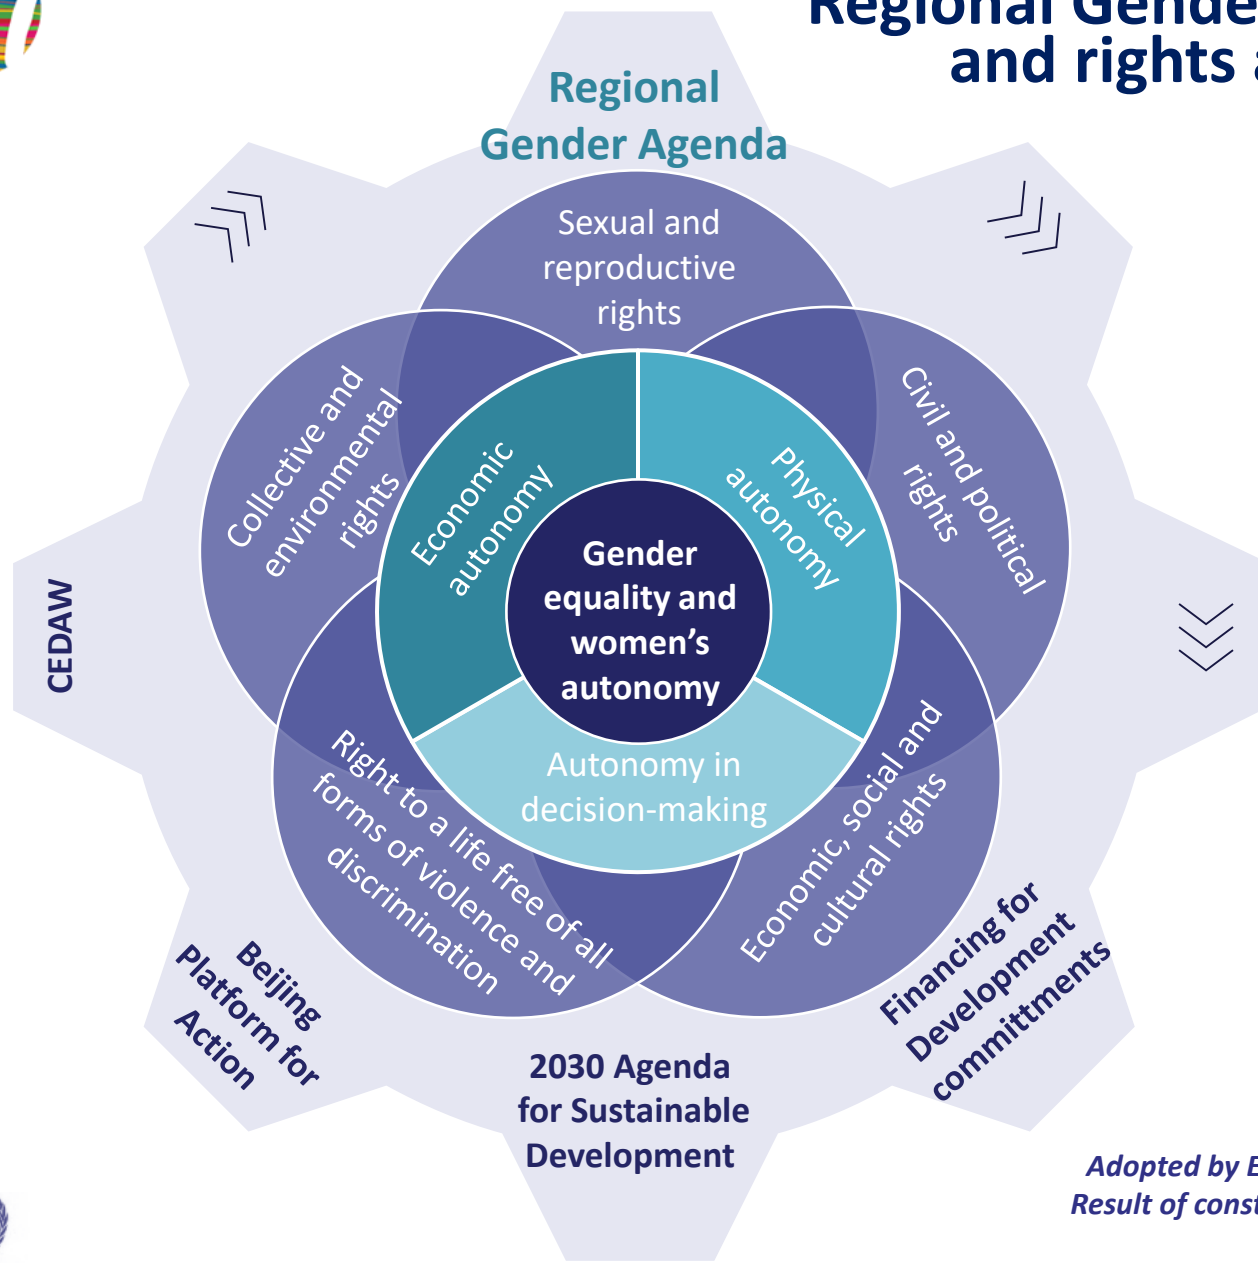 Regional Gende
and rights
Regional
Gender Agenda
Sexual and
reproductive
rights
Collective and
environmental
rights
Civil and political
rights
Economic
autonomy
Physical
autonomy
Gender
equality and
women's
autonomy
CEDAW
Autonomy in
decision-making
Right to a life free of all
forms of violence and
discrimination
Economic, social and
cultural rights
Beijing
Platform for
Action
2030 Agenda
for Sustainable
Development
Financing for
Development
committments
Adopted by E
Result of const